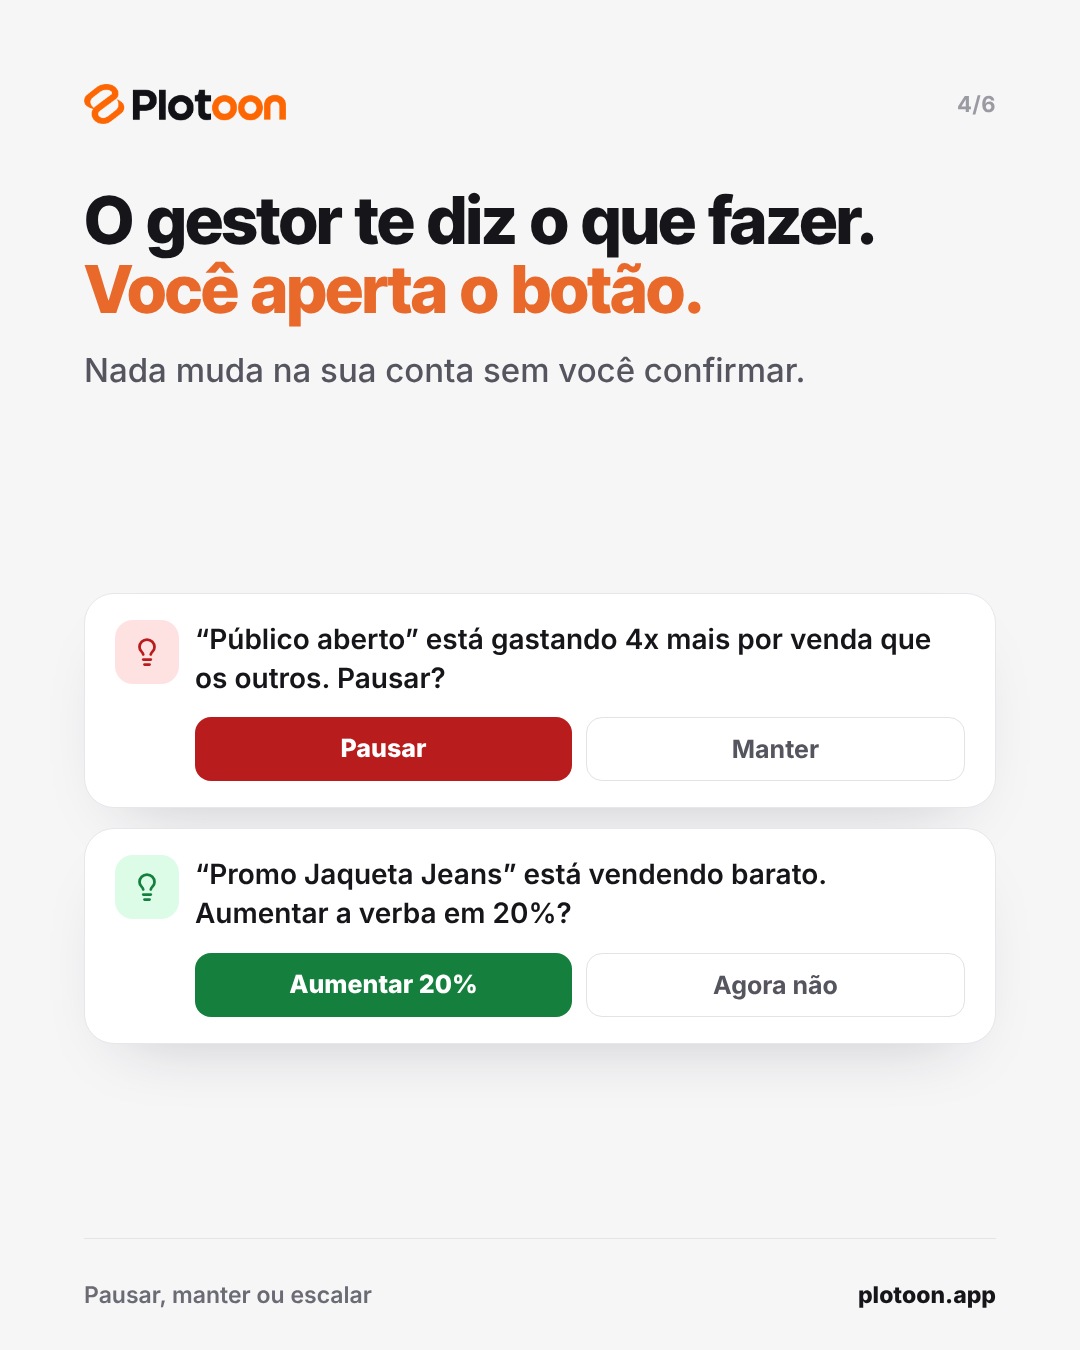 Plotoon
4/6
O gestor te diz o que fazer.
Você aperta o botão.
Nada muda na sua conta sem você confirmar.
“Público aberto” está gastando 4x mais por venda que
os outros. Pausar?
Pausar
Manter
“Promo Jaqueta Jeans” está vendendo barato.
Aumentar a verba em 20%?
Aumentar 20%
Agora não
Pausar, manter ou escalar
plotoon.app